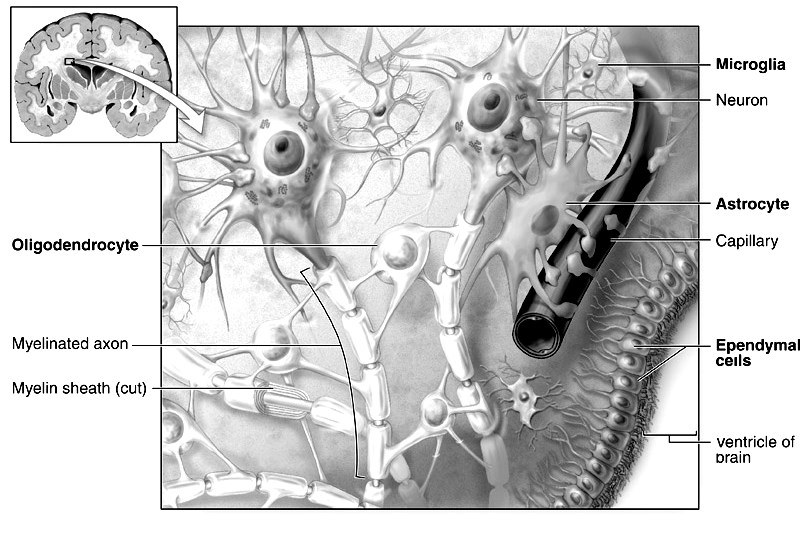 Microglia
Neuron
Astrocyte
Oligodendrocyte
Capillary
Myelinated axon
Ependymal
cells
Myelin sheath (cut)
ventricle of
brain